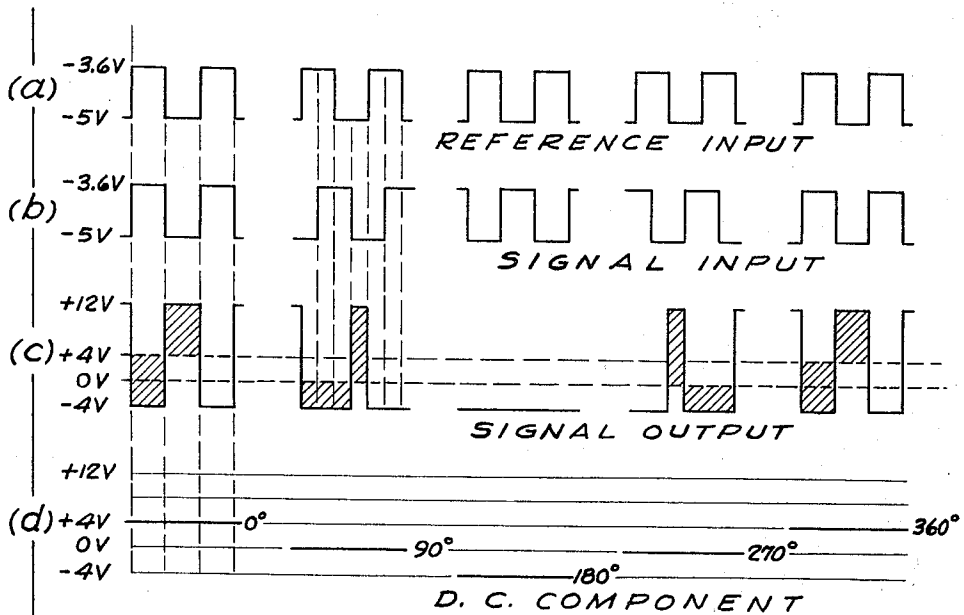 (a)
-3.6V
-5V
REFERENCE INPUT
(b)
-3.6V
-5V
SIGNAL INPUT
(c)
+12V
+4V
0V
-4V
SIGNAL OUTPUT
(d)
+12V
+4V
0V
-4V
0°
90°
180°
270°
360°
D. C. COMPONENT